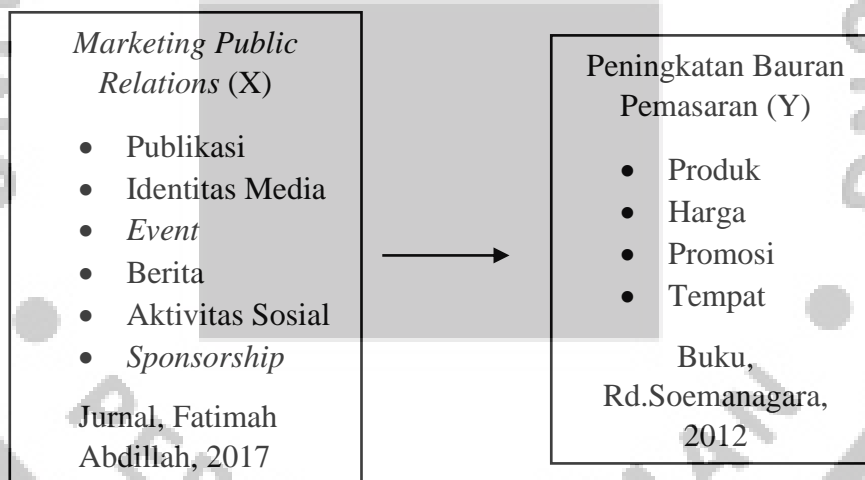 Marketing Public
Relations (X)
• Publikasi
• Identitas Media
• Event
• Berita
• Aktivitas Sosial
• Sponsorship
Jurnal, Fatimah
Abdillah, 2017
Peningkatan Bauran
Pemasaran (Y)
• Produk
• Harga
• Promosi
• Tempat
Buku,
Rd.Soemanagara,
2012